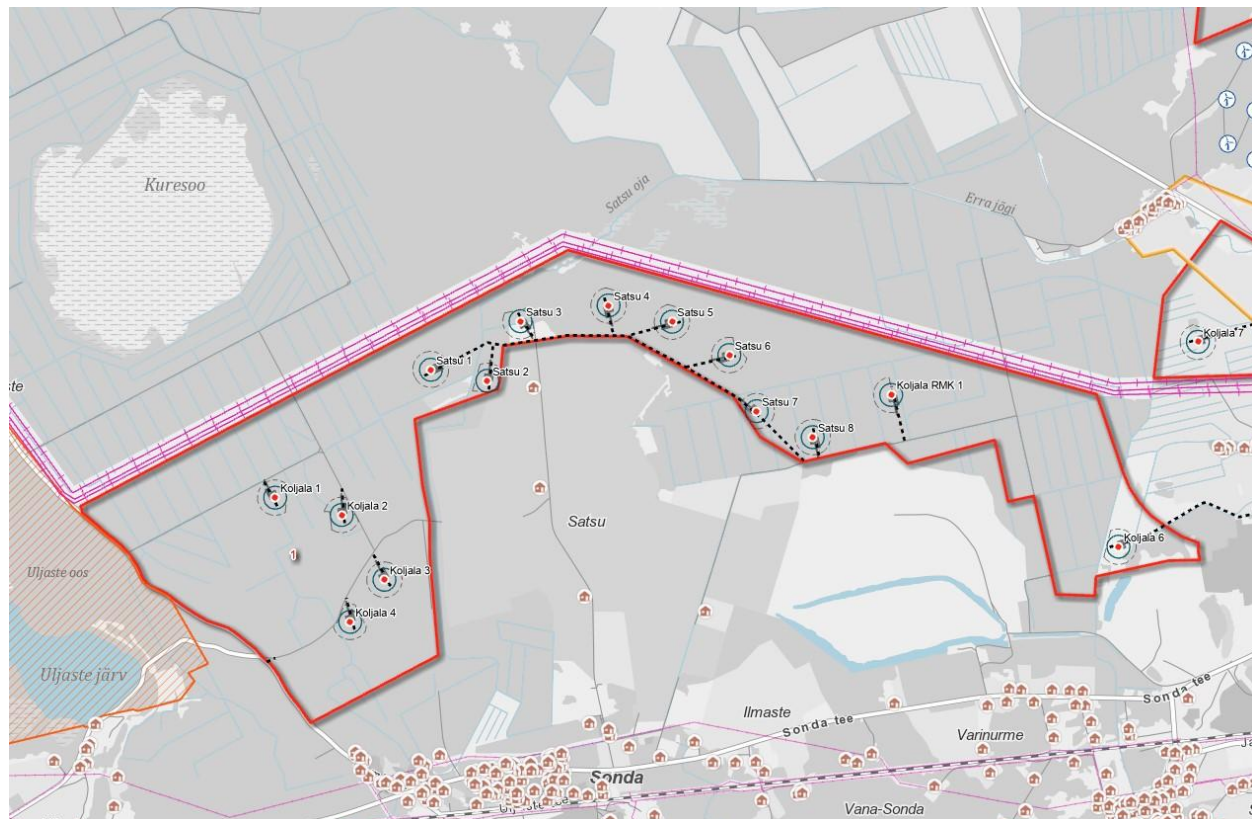 Kuresoo
Satsu oja
Erra jõgi
Satsu 4
Satsu 3
Satsu 5
Koljala 7
Satsu 6
Satsu 1
Satsu 2
ste
Koljala RMK 1
Satsu 7
Satsu 8
Koljala 1
Koljala 2
Satsu
Koljala 6
1
Uljaste oos
Koljala 3
Koljala 4
Uljaste järv
Sonda tee
Ilmaste
Sonda tee
Varinurme
Sonda
Vana-Sonda